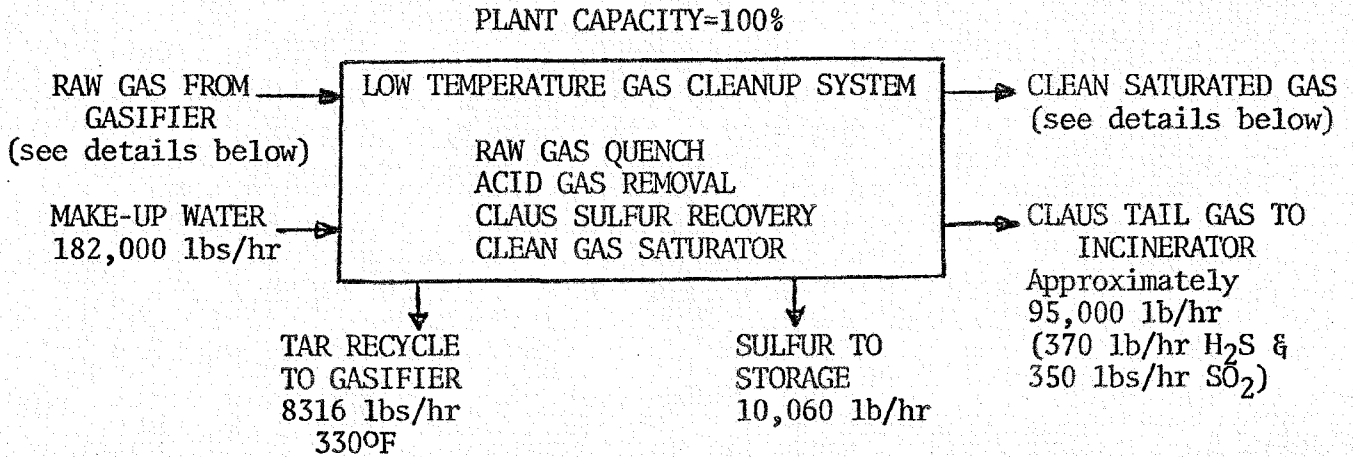 PLANT CAPACITY=100%
RAW GAS FROM
GASIFIER
(see details below)
MAKE-UP WATER
182,000 lbs/hr
LOW TEMPERATURE GAS CLEANUP SYSTEM
RAW GAS QUENCH
ACID GAS REMOVAL
CLAUS SULFUR RECOVERY
CLEAN GAS SATURATOR
CLEAN SATURATED GAS
(see details below)
CLAUS TAIL GAS TO
INCINERATOR
Approximately
95,000 lb/hr
(370 lb/hr H₂S &
350 lbs/hr SO₂)
TAR RECYCLE
TO GASIFIER
8316 lbs/hr
330ºF
SULFUR TO
STORAGE
10,060 lb/hr